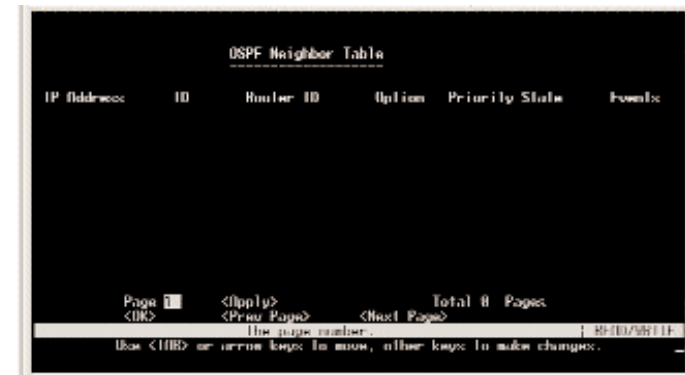 OSPF Neighbor Table
IP Address ID Router ID Option Priority State Events
Page 1 <Apply> Total 0 Pages
<OK> <Prev Page> <Next Page>
The page number. | READ/WRITE
Use <TAB> or arrow keys to move, other keys to make changes.